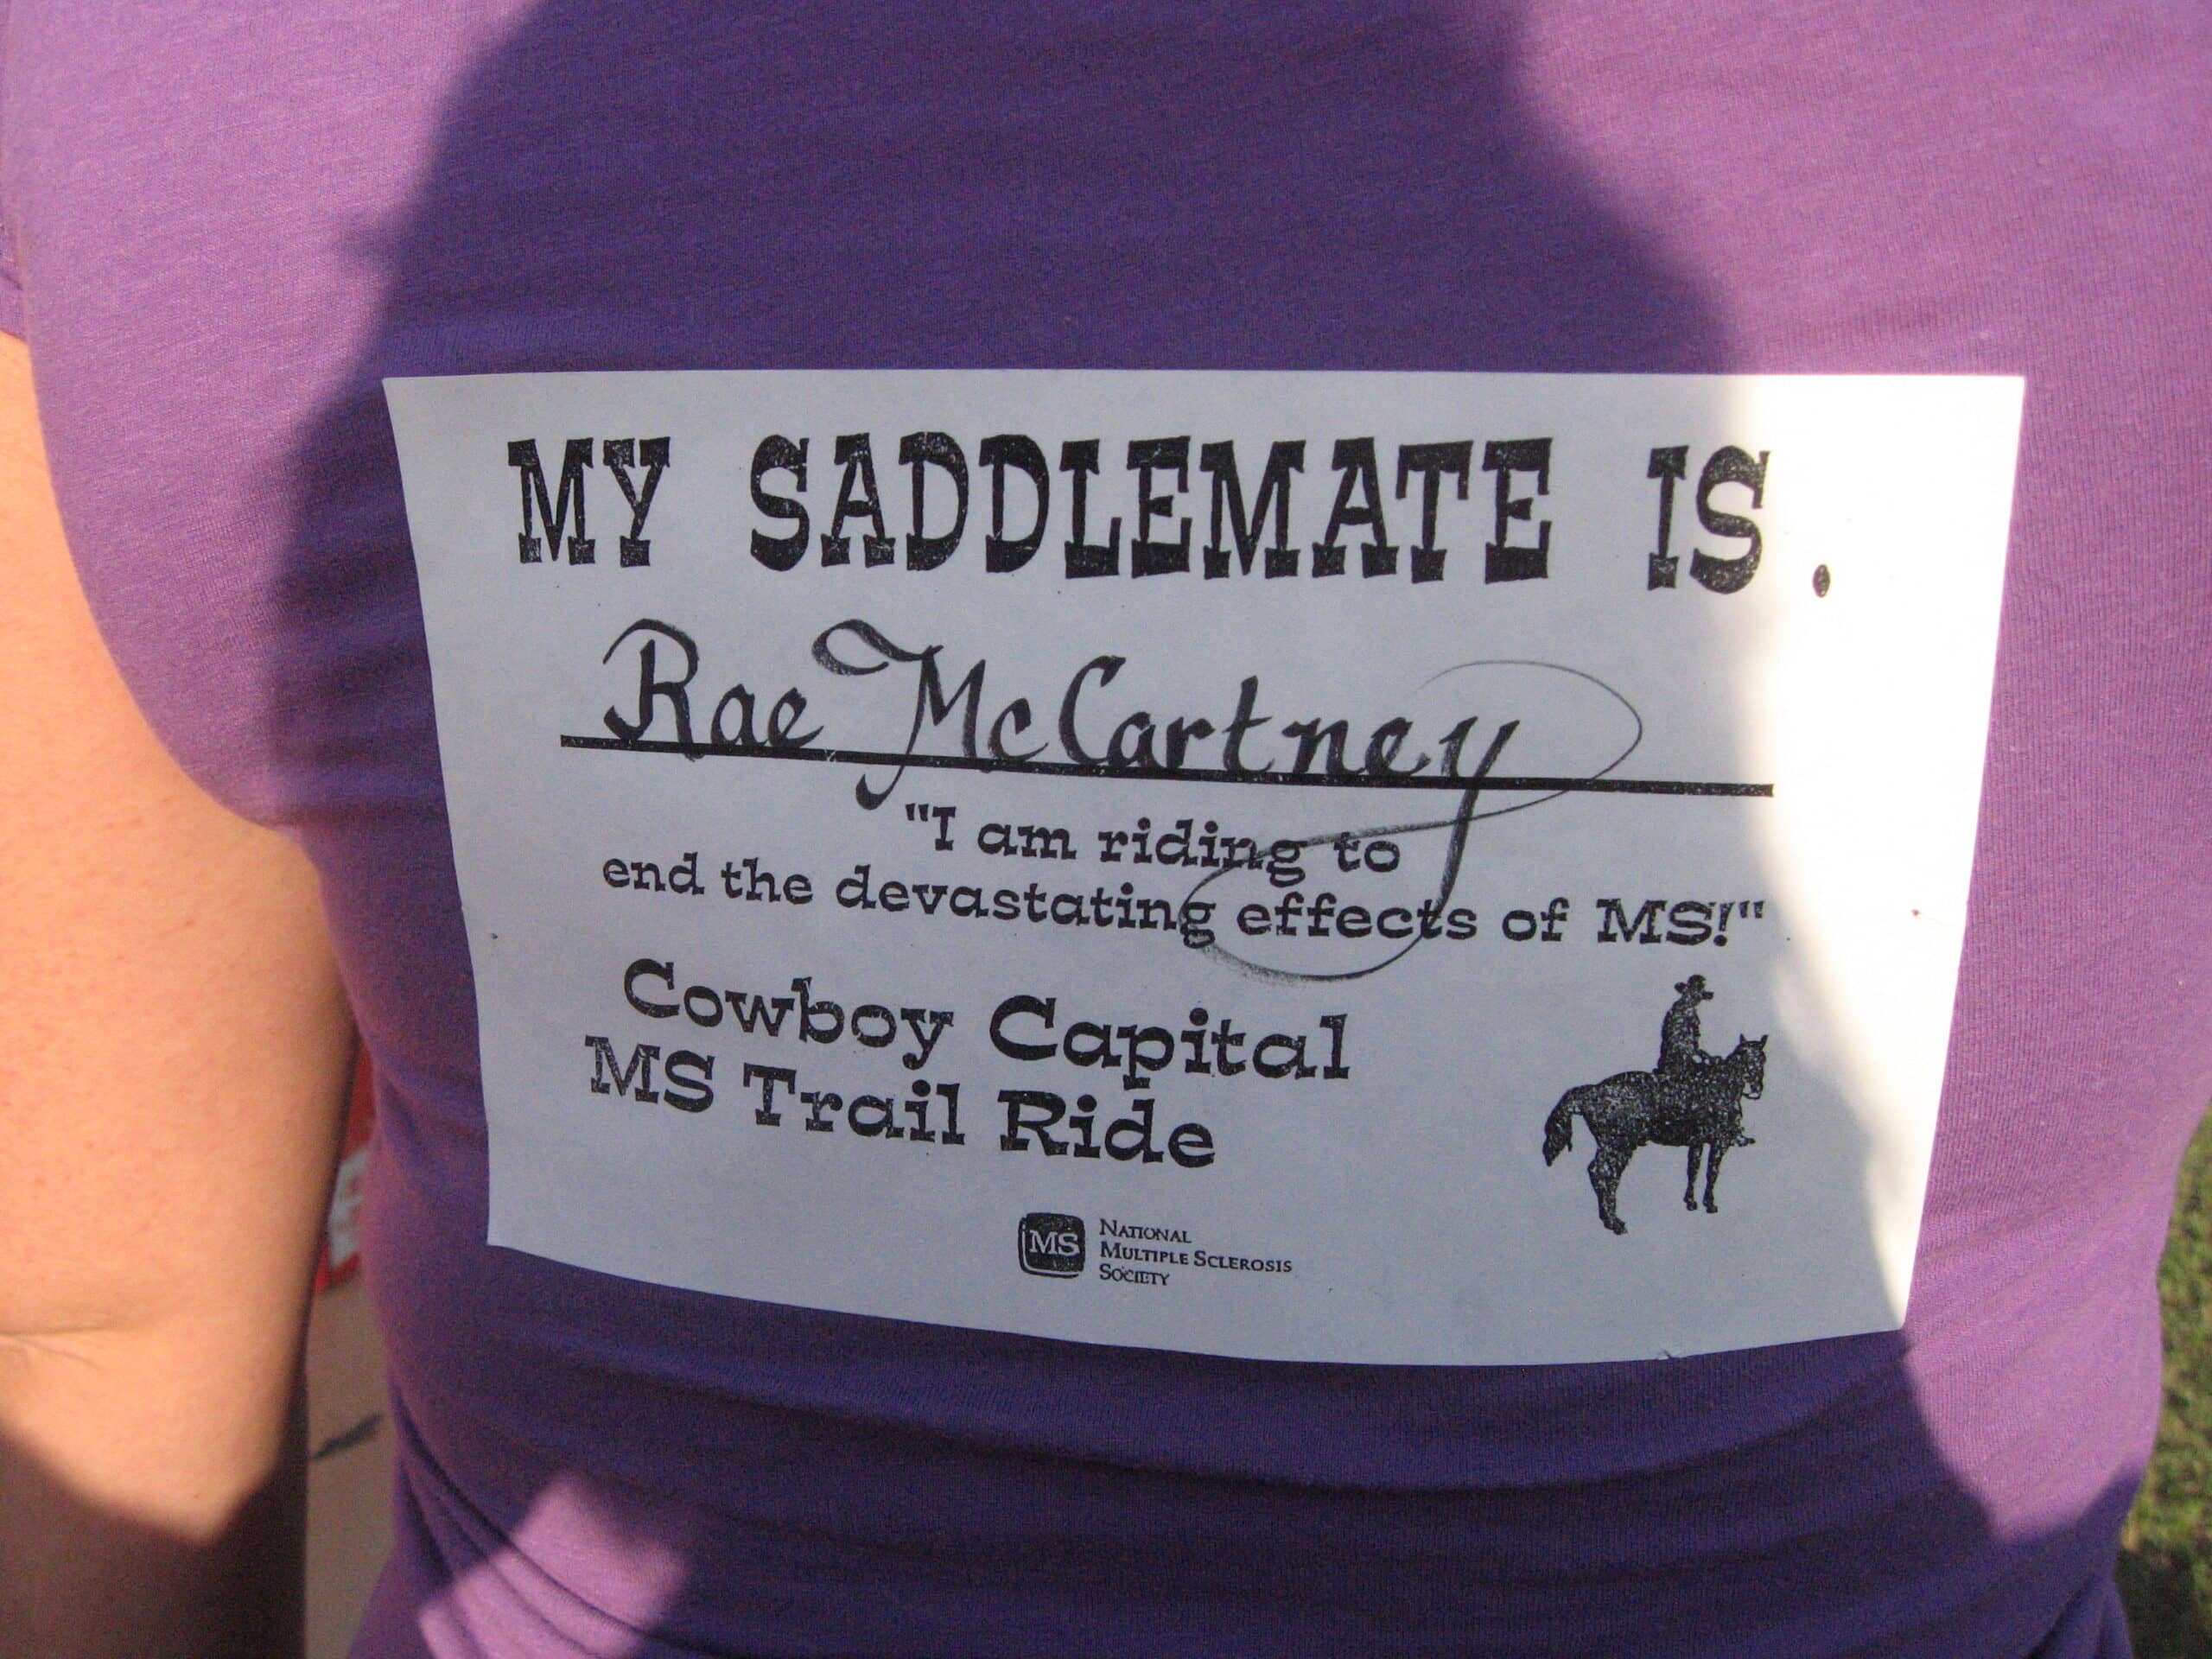 MY SADDLEMATE IS.
Rae McCartney
"I am riding to
end the devastating effects of MS!"
Cowboy Capital
MS Trail Ride
MS
NATIONAL
MULTIPLE SCLEROSIS
SOCIETY